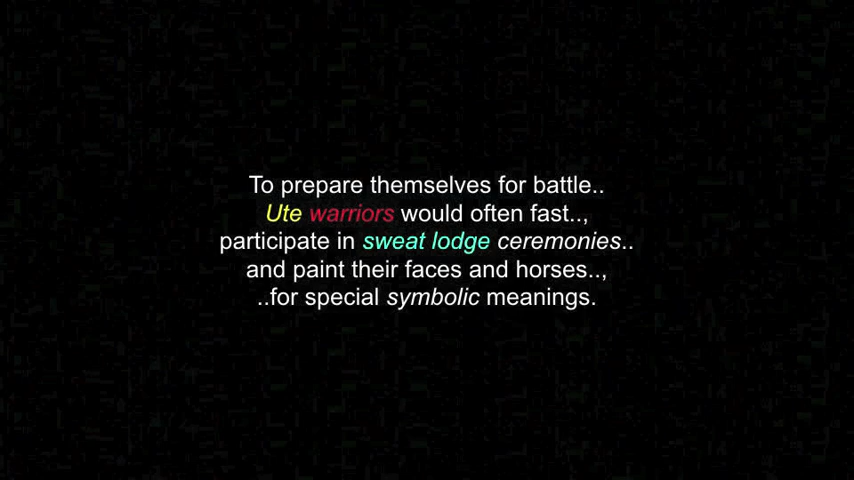 To prepare themselves for battle..
Ute warriors would often fast..,
participate in sweat lodge ceremonies..
and paint their faces and horses..,
..for special symbolic meanings.